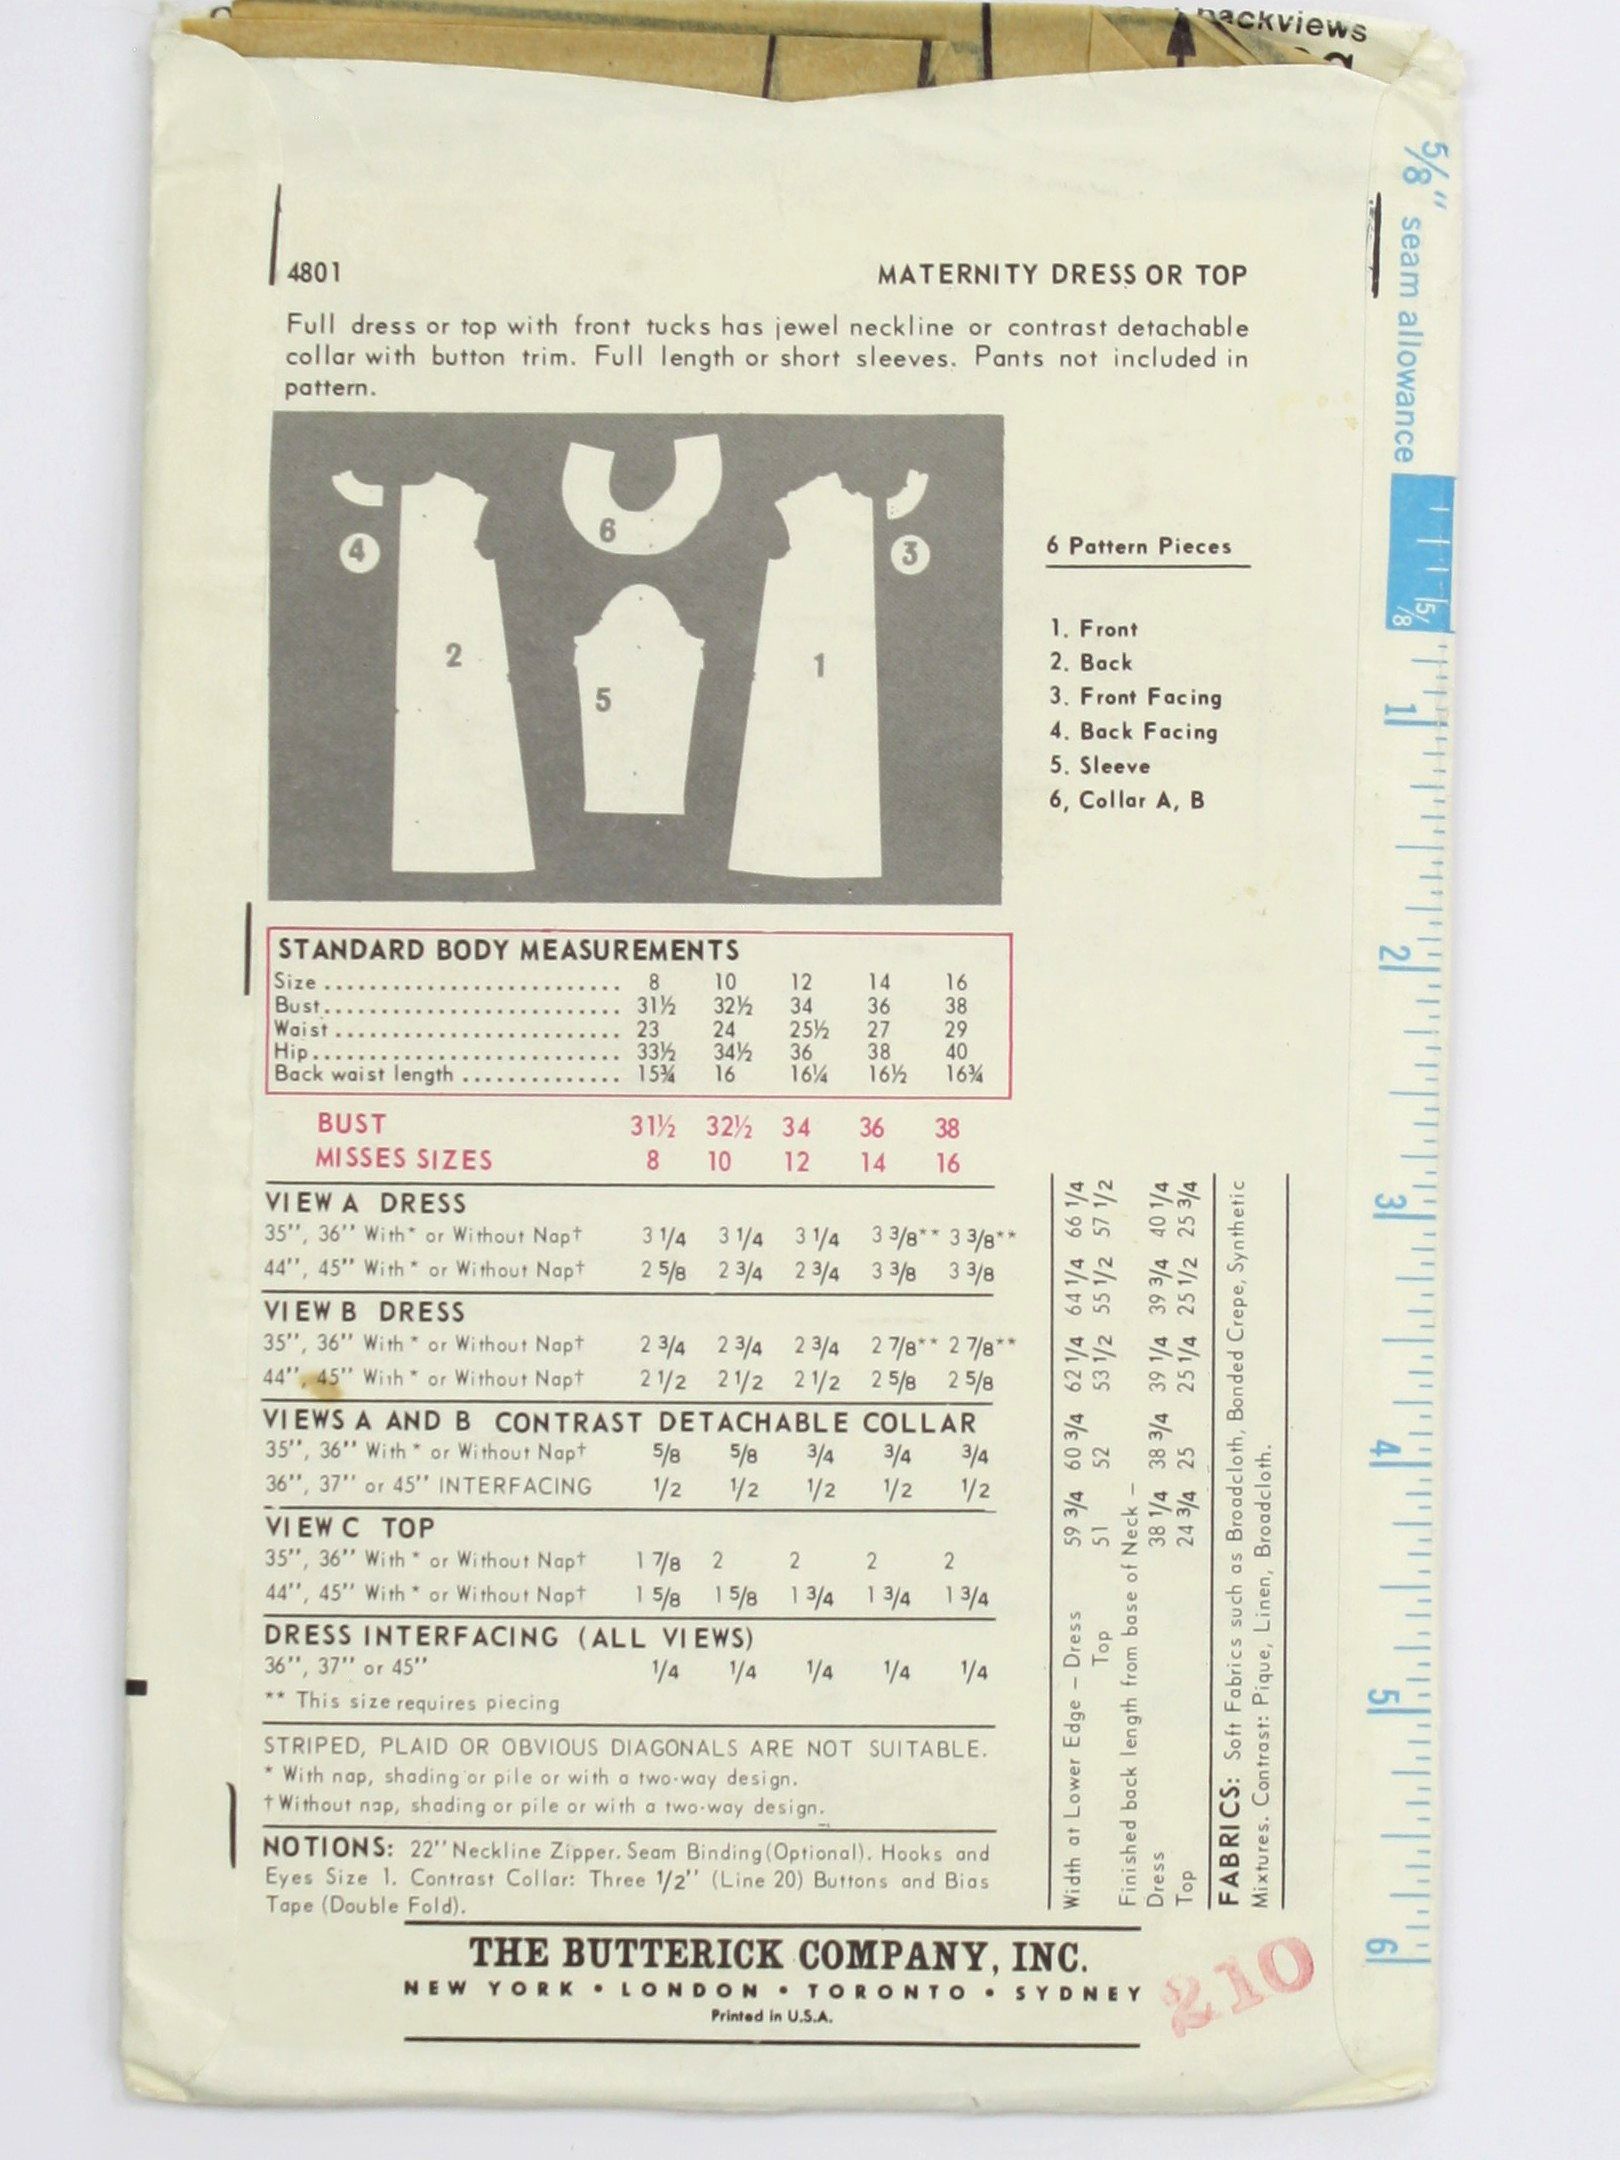 backviews
4801 MATERNITY DRESS OR TOP
Full dress or top with front tucks has jewel neckline or contrast detachable
collar with button trim. Full length or short sleeves. Pants not included in
pattern.
4
2
6
5
1
3
6 Pattern Pieces
1. Front
2. Back
3. Front Facing
4. Back Facing
5. Sleeve
6, Collar A, B
STANDARD BODY MEASUREMENTS
Size .......................... 8 10 12 14 16
Bust.......................... 31½ 32½ 34 36 38
Waist ......................... 23 24 25½ 27 29
Hip........................... 33½ 34½ 36 38 40
Back waist length .............. 15¾ 16 16¼ 16½ 16¾
BUST 31½ 32½ 34 36 38
MISSES SIZES 8 10 12 14 16
VIEW A DRESS
35'', 36'' With* or Without Nap† 3 1/4 3 1/4 3 1/4 3 3/8** 3 3/8**
44'', 45'' With* or Without Nap† 2 5/8 2 3/4 2 3/4 3 3/8 3 3/8
VIEW B DRESS
35'', 36'' With* or Without Nap† 2 3/4 2 3/4 2 3/4 2 7/8** 2 7/8**
44'', 45'' With* or Without Nap† 2 1/2 2 1/2 2 1/2 2 5/8 2 5/8
VIEWS A AND B CONTRAST DETACHABLE COLLAR
35'', 36'' With* or Without Nap† 5/8 5/8 3/4 3/4 3/4
36'', 37'' or 45'' INTERFACING 1/2 1/2 1/2 1/2 1/2
VIEW C TOP
35'', 36'' With* or Without Nap† 1 7/8 2 2 2 2
44'', 45'' With* or Without Nap† 1 5/8 1 5/8 1 3/4 1 3/4 1 3/4
DRESS INTERFACING (ALL VIEWS)
36'', 37'' or 45'' 1/4 1/4 1/4 1/4 1/4
** This size requires piecing
STRIPED, PLAID OR OBVIOUS DIAGONALS ARE NOT SUITABLE.
* With nap, shading or pile or with a two-way design.
† Without nap, shading or pile or with a two-way design.
NOTIONS: 22'' Neckline Zipper. Seam Binding(Optional). Hooks and
Eyes Size 1. Contrast Collar: Three 1/2'' (Line 20) Buttons and Bias
Tape (Double Fold).
Width at Lower Edge – Dress 59 3/4 60 3/4 62 1/4 64 1/4 66 1/4
Top 51 52 53 1/2 55 1/2 57 1/2
Finished back length from base of Neck –
Dress 38 1/4 38 3/4 39 1/4 39 3/4 40 1/4
Top 24 3/4 25 25 1/4 25 1/2 25 3/4
FABRICS: Soft Fabrics such as Broadcloth, Bonded Crepe, Synthetic
Mixtures. Contrast: Pique, Linen, Broadcloth.
THE BUTTERICK COMPANY, INC.
NEW YORK • LONDON • TORONTO • SYDNEY
Printed in U.S.A.
210
5/8'' seam allowance
5/8
1
2
3
4
5
6